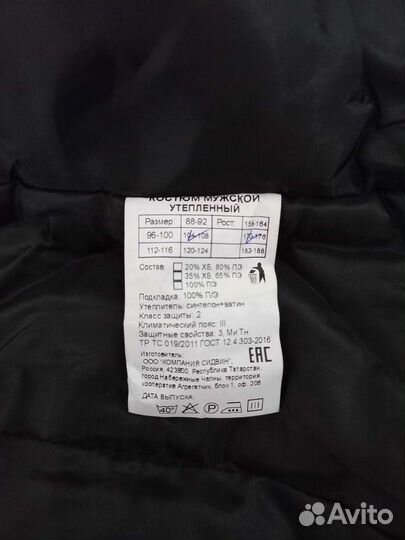 КОСТЮМ МУЖСКОЙ
УТЕПЛЕННЫЙ
Размер: 88-92 Рост: 158-164
96-100 104-108 170-176
112-116 120-124 182-188
Состав: 20% ХБ, 80% ПЭ
35% ХБ, 65% ПЭ
100% ПЭ
Подкладка: 100% П/Э
Утеплитель: синтепон+ватин
Класс защиты: 2
Климатический пояс: III
Защитные свойства: З, Ми Тн
ТР ТС 019/2011 ГОСТ 12.4.303-2016
Изготовитель: EAC
ООО "КОМПАНИЯ СИДВИН",
Россия, 423800, Республика Татарстан,
город Набережные Челны, территория
кооператив Агрегатчик, блок 1, оф. 206
ДАТА ВЫПУСКА
40° P
Avito